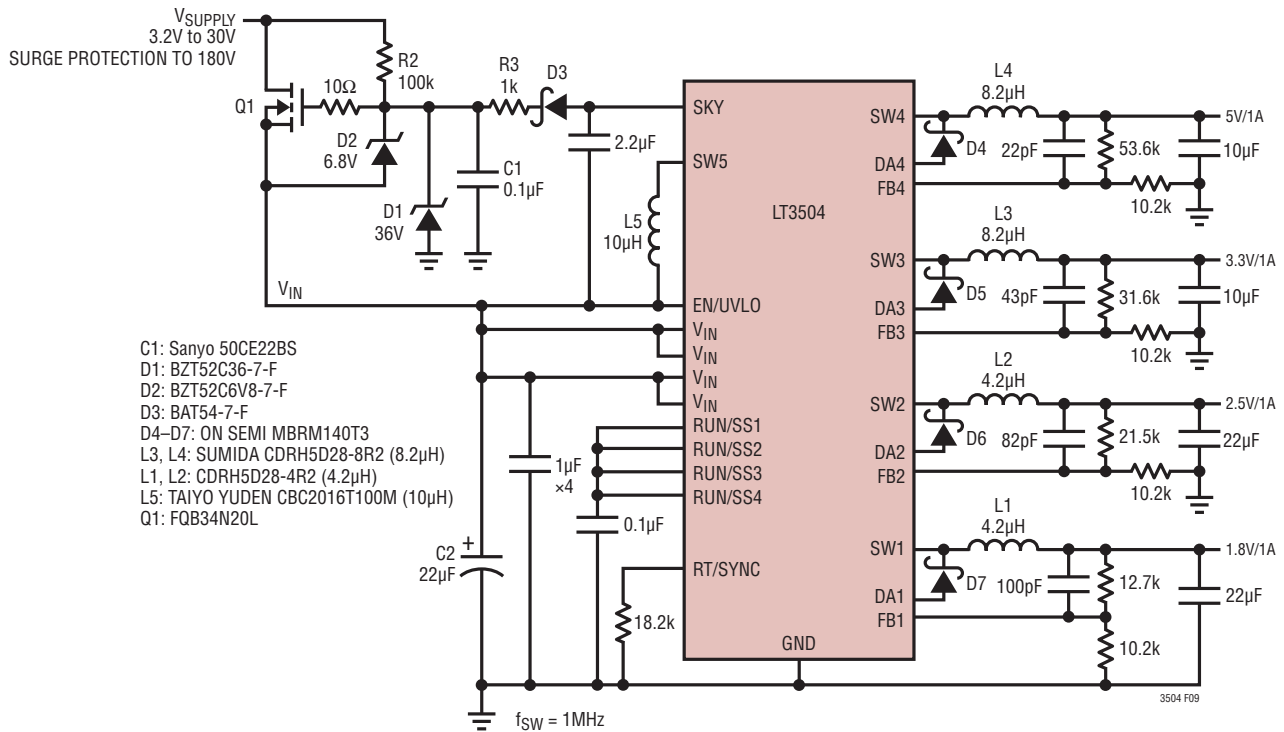 VSUPPLY
3.2V to 30V
SURGE PROTECTION TO 180V
R2
100k
Q1
10Ω
R3
1k
D3
D2
6.8V
D1
36V
C1
0.1µF
2.2µF
L5
10µH
VIN
C1: Sanyo 50CE22BS
D1: BZT52C36-7-F
D2: BZT52C6V8-7-F
D3: BAT54-7-F
D4–D7: ON SEMI MBRM140T3
L3, L4: SUMIDA CDRH5D28-8R2 (8.2µH)
L1, L2: CDRH5D28-4R2 (4.2µH)
L5: TAIYO YUDEN CBC2016T100M (10µH)
Q1: FQB34N20L
+
C2
22µF
1µF
×4
0.1µF
18.2k
fSW = 1MHz
LT3504
SKY
SW5
EN/UVLO
VIN
VIN
VIN
VIN
RUN/SS1
RUN/SS2
RUN/SS3
RUN/SS4
RT/SYNC
GND
SW4
DA4
FB4
SW3
DA3
FB3
SW2
DA2
FB2
SW1
DA1
FB1
L4
8.2µH
D4
22pF
53.6k
10.2k
5V/1A
10µF
L3
8.2µH
D5
43pF
31.6k
10.2k
3.3V/1A
10µF
L2
4.2µH
D6
82pF
21.5k
10.2k
2.5V/1A
22µF
L1
4.2µH
D7
100pF
12.7k
10.2k
1.8V/1A
22µF
3504 F09